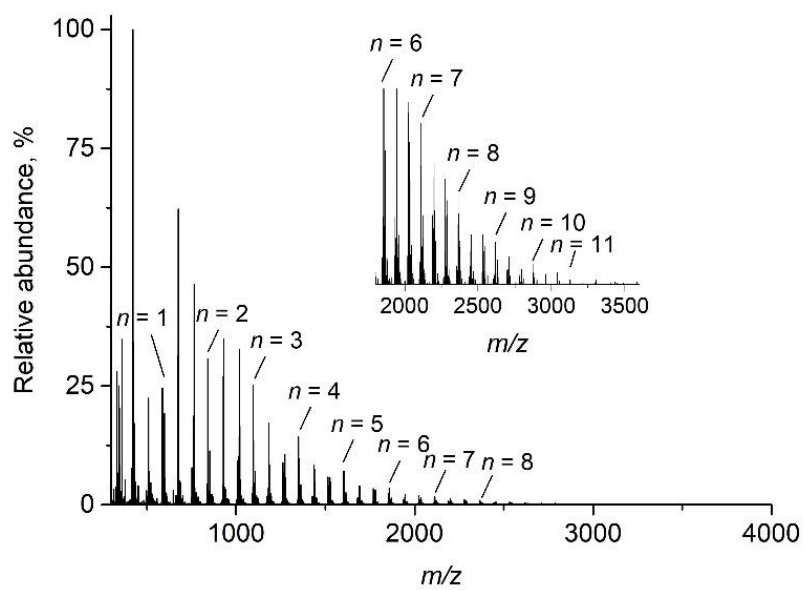 100
75
50
25
0
Relative abundance, %
n = 1
n = 2
n = 3
n = 4
n = 5
n = 6
n = 7
n = 8
1000
2000
3000
4000
m/z
n = 6
n = 7
n = 8
n = 9
n = 10
n = 11
2000
2500
3000
3500
m/z